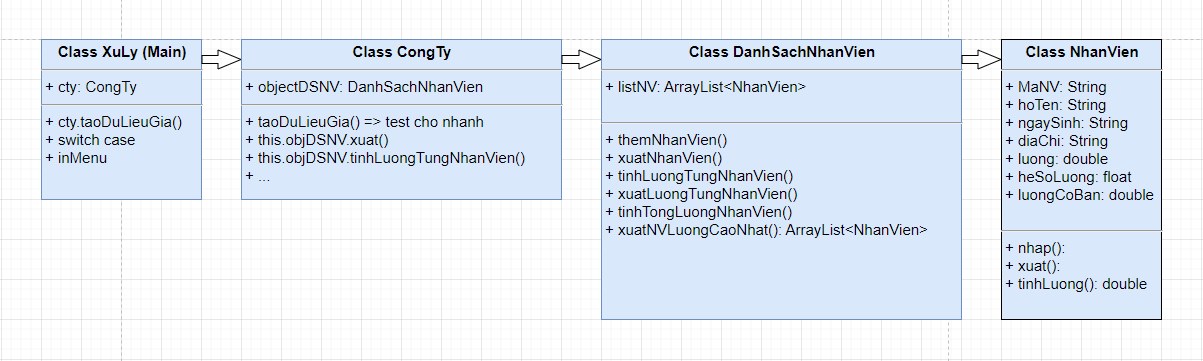 Class XuLy (Main)
+ cty: CongTy
+ cty.taoDuLieuGia()
+ switch case
+ inMenu
Class CongTy
+ objectDSNV: DanhSachNhanVien
+ taoDuLieuGia() => test cho nhanh
+ this.objDSNV.xuat()
+ this.objDSNV.tinhLuongTungNhanVien()
+ ...
Class DanhSachNhanVien
+ listNV: ArrayList<NhanVien>
+ themNhanVien()
+ xuatNhanVien()
+ tinhLuongTungNhanVien()
+ xuatLuongTungNhanVien()
+ tinhTongLuongNhanVien()
+ xuatNVLuongCaoNhat(): ArrayList<NhanVien>
Class NhanVien
+ MaNV: String
+ hoTen: String
+ ngaySinh: String
+ diaChi: String
+ luong: double
+ heSoLuong: float
+ luongCoBan: double
+ nhap():
+ xuat():
+ tinhLuong(): double